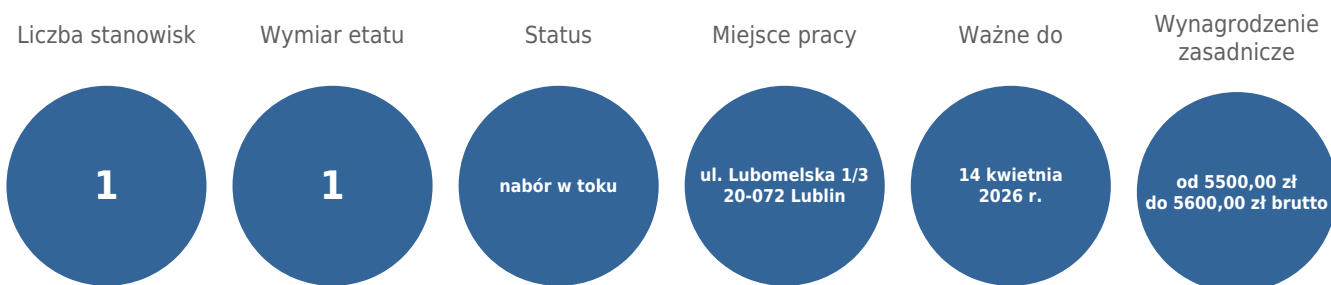 Liczba stanowisk
1
Wymiar etatu
1
Status
nabór w toku
Miejsce pracy
ul. Lubomelska 1/3
20-072 Lublin
Ważne do
14 kwietnia
2026 r.
Wynagrodzenie
zasadnicze
od 5500,00 zł
do 5600,00 zł brutto